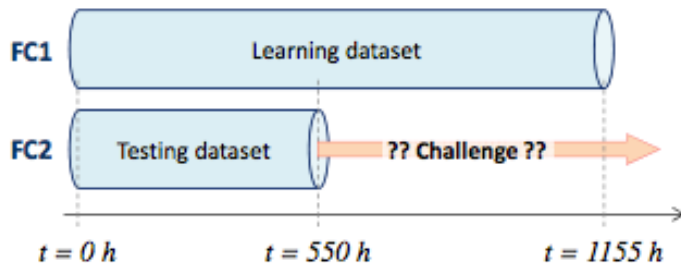 FC1 Learning dataset
FC2 Testing dataset ?? Challenge ??
t = 0 h t = 550 h t = 1155 h